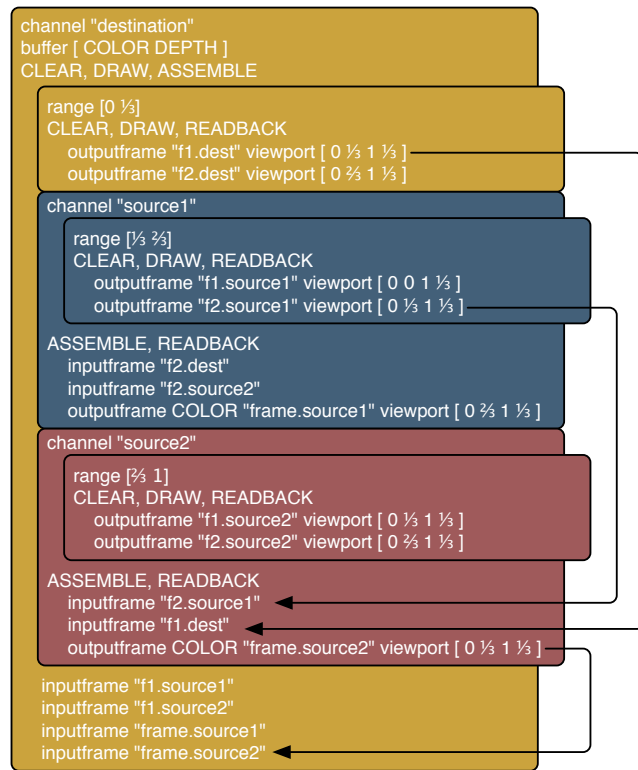 channel "destination"
buffer [ COLOR DEPTH ]
CLEAR, DRAW, ASSEMBLE
range [0 ⅓]
CLEAR, DRAW, READBACK
outputframe "f1.dest" viewport [ 0 ⅓ 1 ⅓ ]
outputframe "f2.dest" viewport [ 0 ⅔ 1 ⅓ ]
channel "source1"
range [⅓ ⅔]
CLEAR, DRAW, READBACK
outputframe "f1.source1" viewport [ 0 0 1 ⅓ ]
outputframe "f2.source1" viewport [ 0 ⅓ 1 ⅓ ]
ASSEMBLE, READBACK
inputframe "f2.dest"
inputframe "f2.source2"
outputframe COLOR "frame.source1" viewport [ 0 ⅔ 1 ⅓ ]
channel "source2"
range [⅔ 1]
CLEAR, DRAW, READBACK
outputframe "f1.source2" viewport [ 0 ⅓ 1 ⅓ ]
outputframe "f2.source2" viewport [ 0 ⅔ 1 ⅓ ]
ASSEMBLE, READBACK
inputframe "f2.source1"
inputframe "f1.dest"
outputframe COLOR "frame.source2" viewport [ 0 ⅓ 1 ⅓ ]
inputframe "f1.source1"
inputframe "f1.source2"
inputframe "frame.source1"
inputframe "frame.source2"